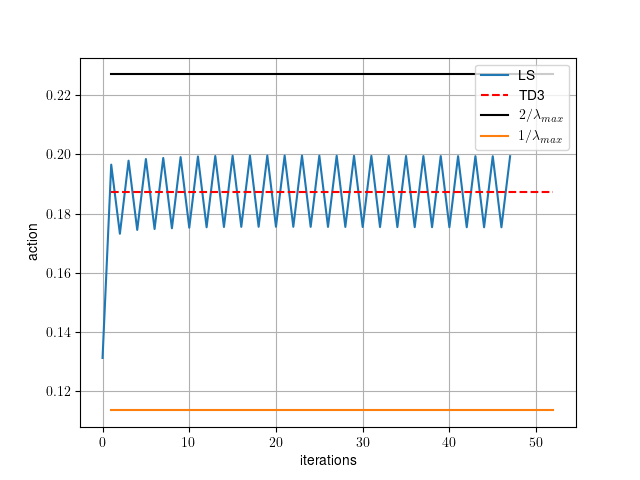 LS
TD3
2/λmax
1/λmax
0.22
0.20
0.18
0.16
0.14
0.12
action
0 10 20 30 40 50
iterations